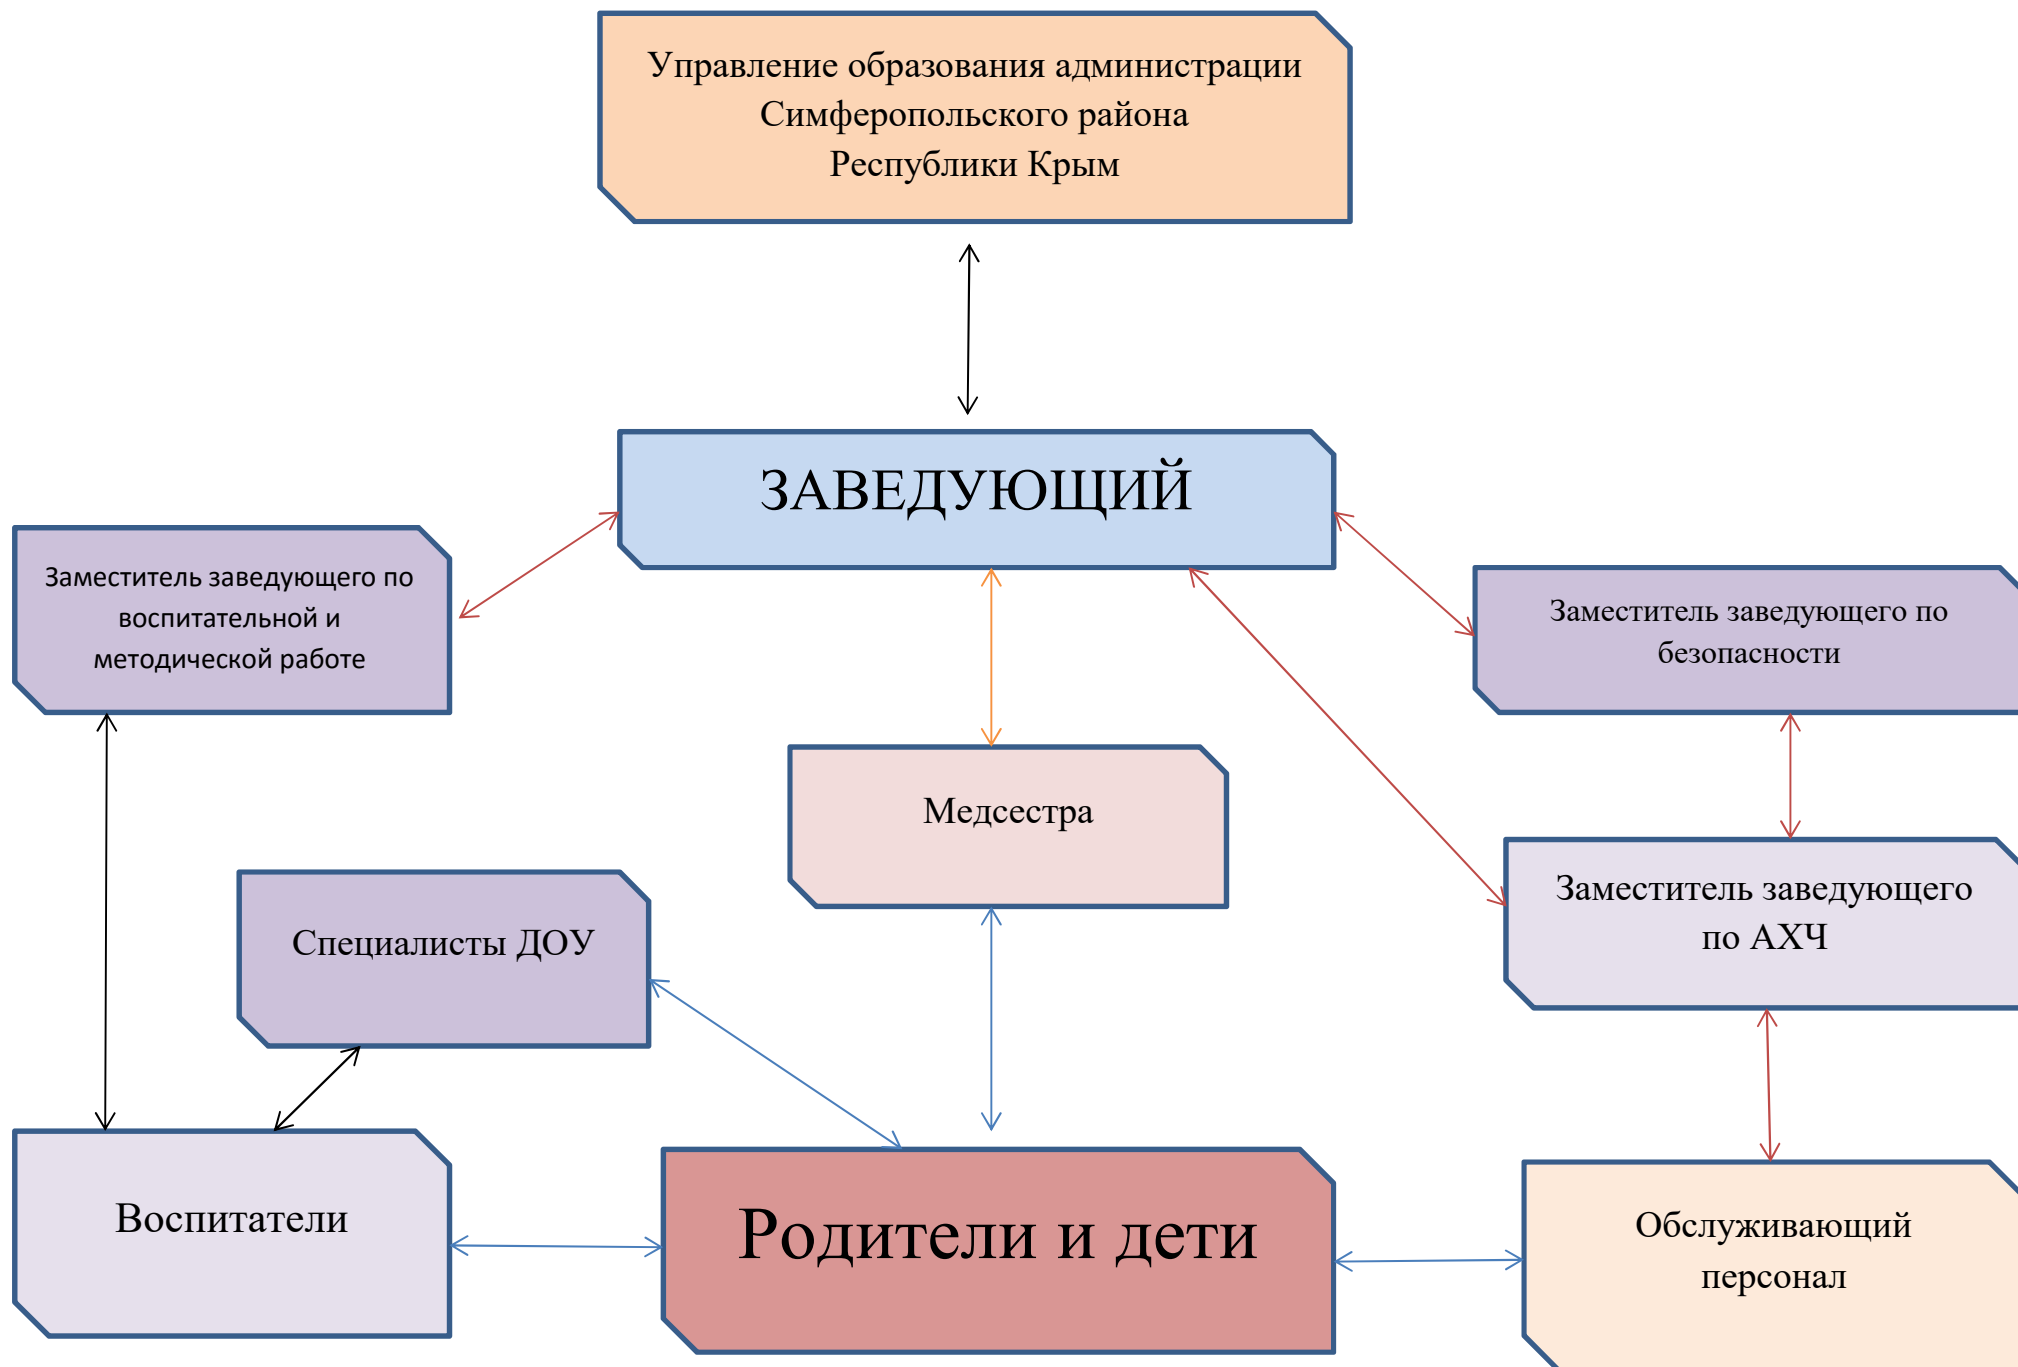 Управление образования администрации
Симферопольского района
Республики Крым
ЗАВЕДУЮЩИЙ
Заместитель заведующего по
воспитательной и
методической работе
Заместитель заведующего по
безопасности
Медсестра
Заместитель заведующего
по АХЧ
Специалисты ДОУ
Воспитатели
Родители и дети
Обслуживающий
персонал